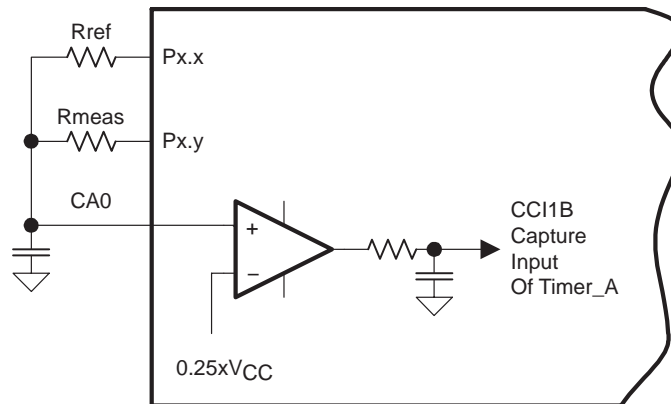 Rref
Px.x
Rmeas
Px.y
CA0
+
−
CCI1B
Capture
Input
Of Timer_A
0.25xVCC